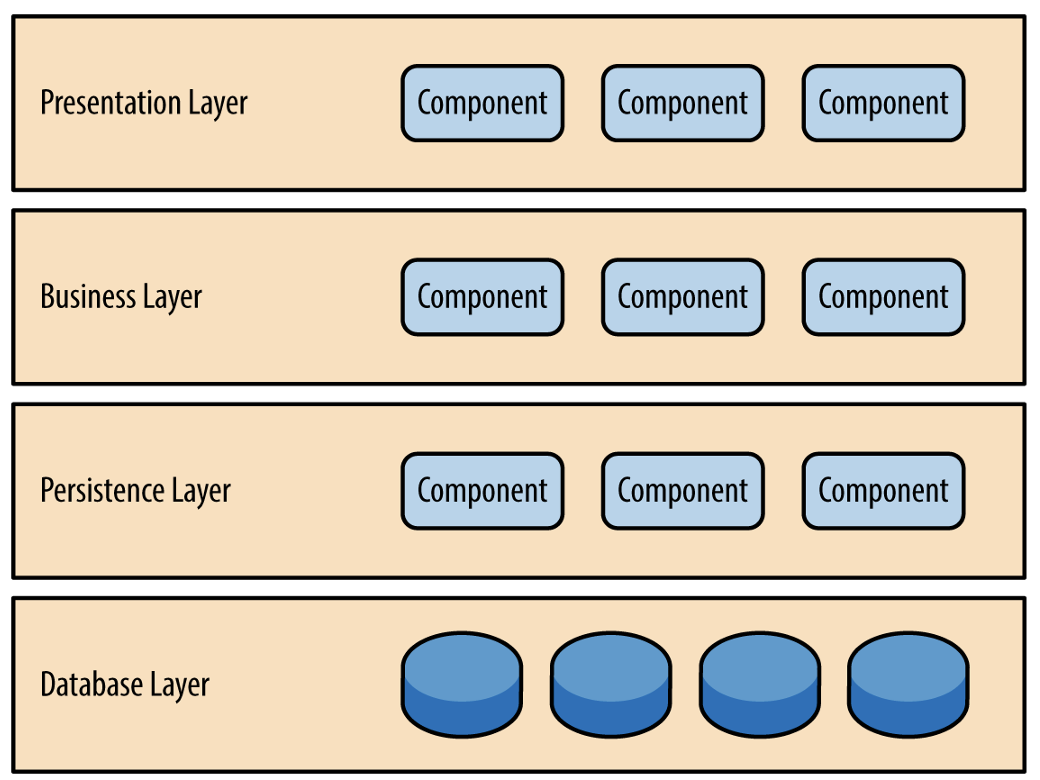 Presentation Layer
Component Component Component
Business Layer
Component Component Component
Persistence Layer
Component Component Component
Database Layer